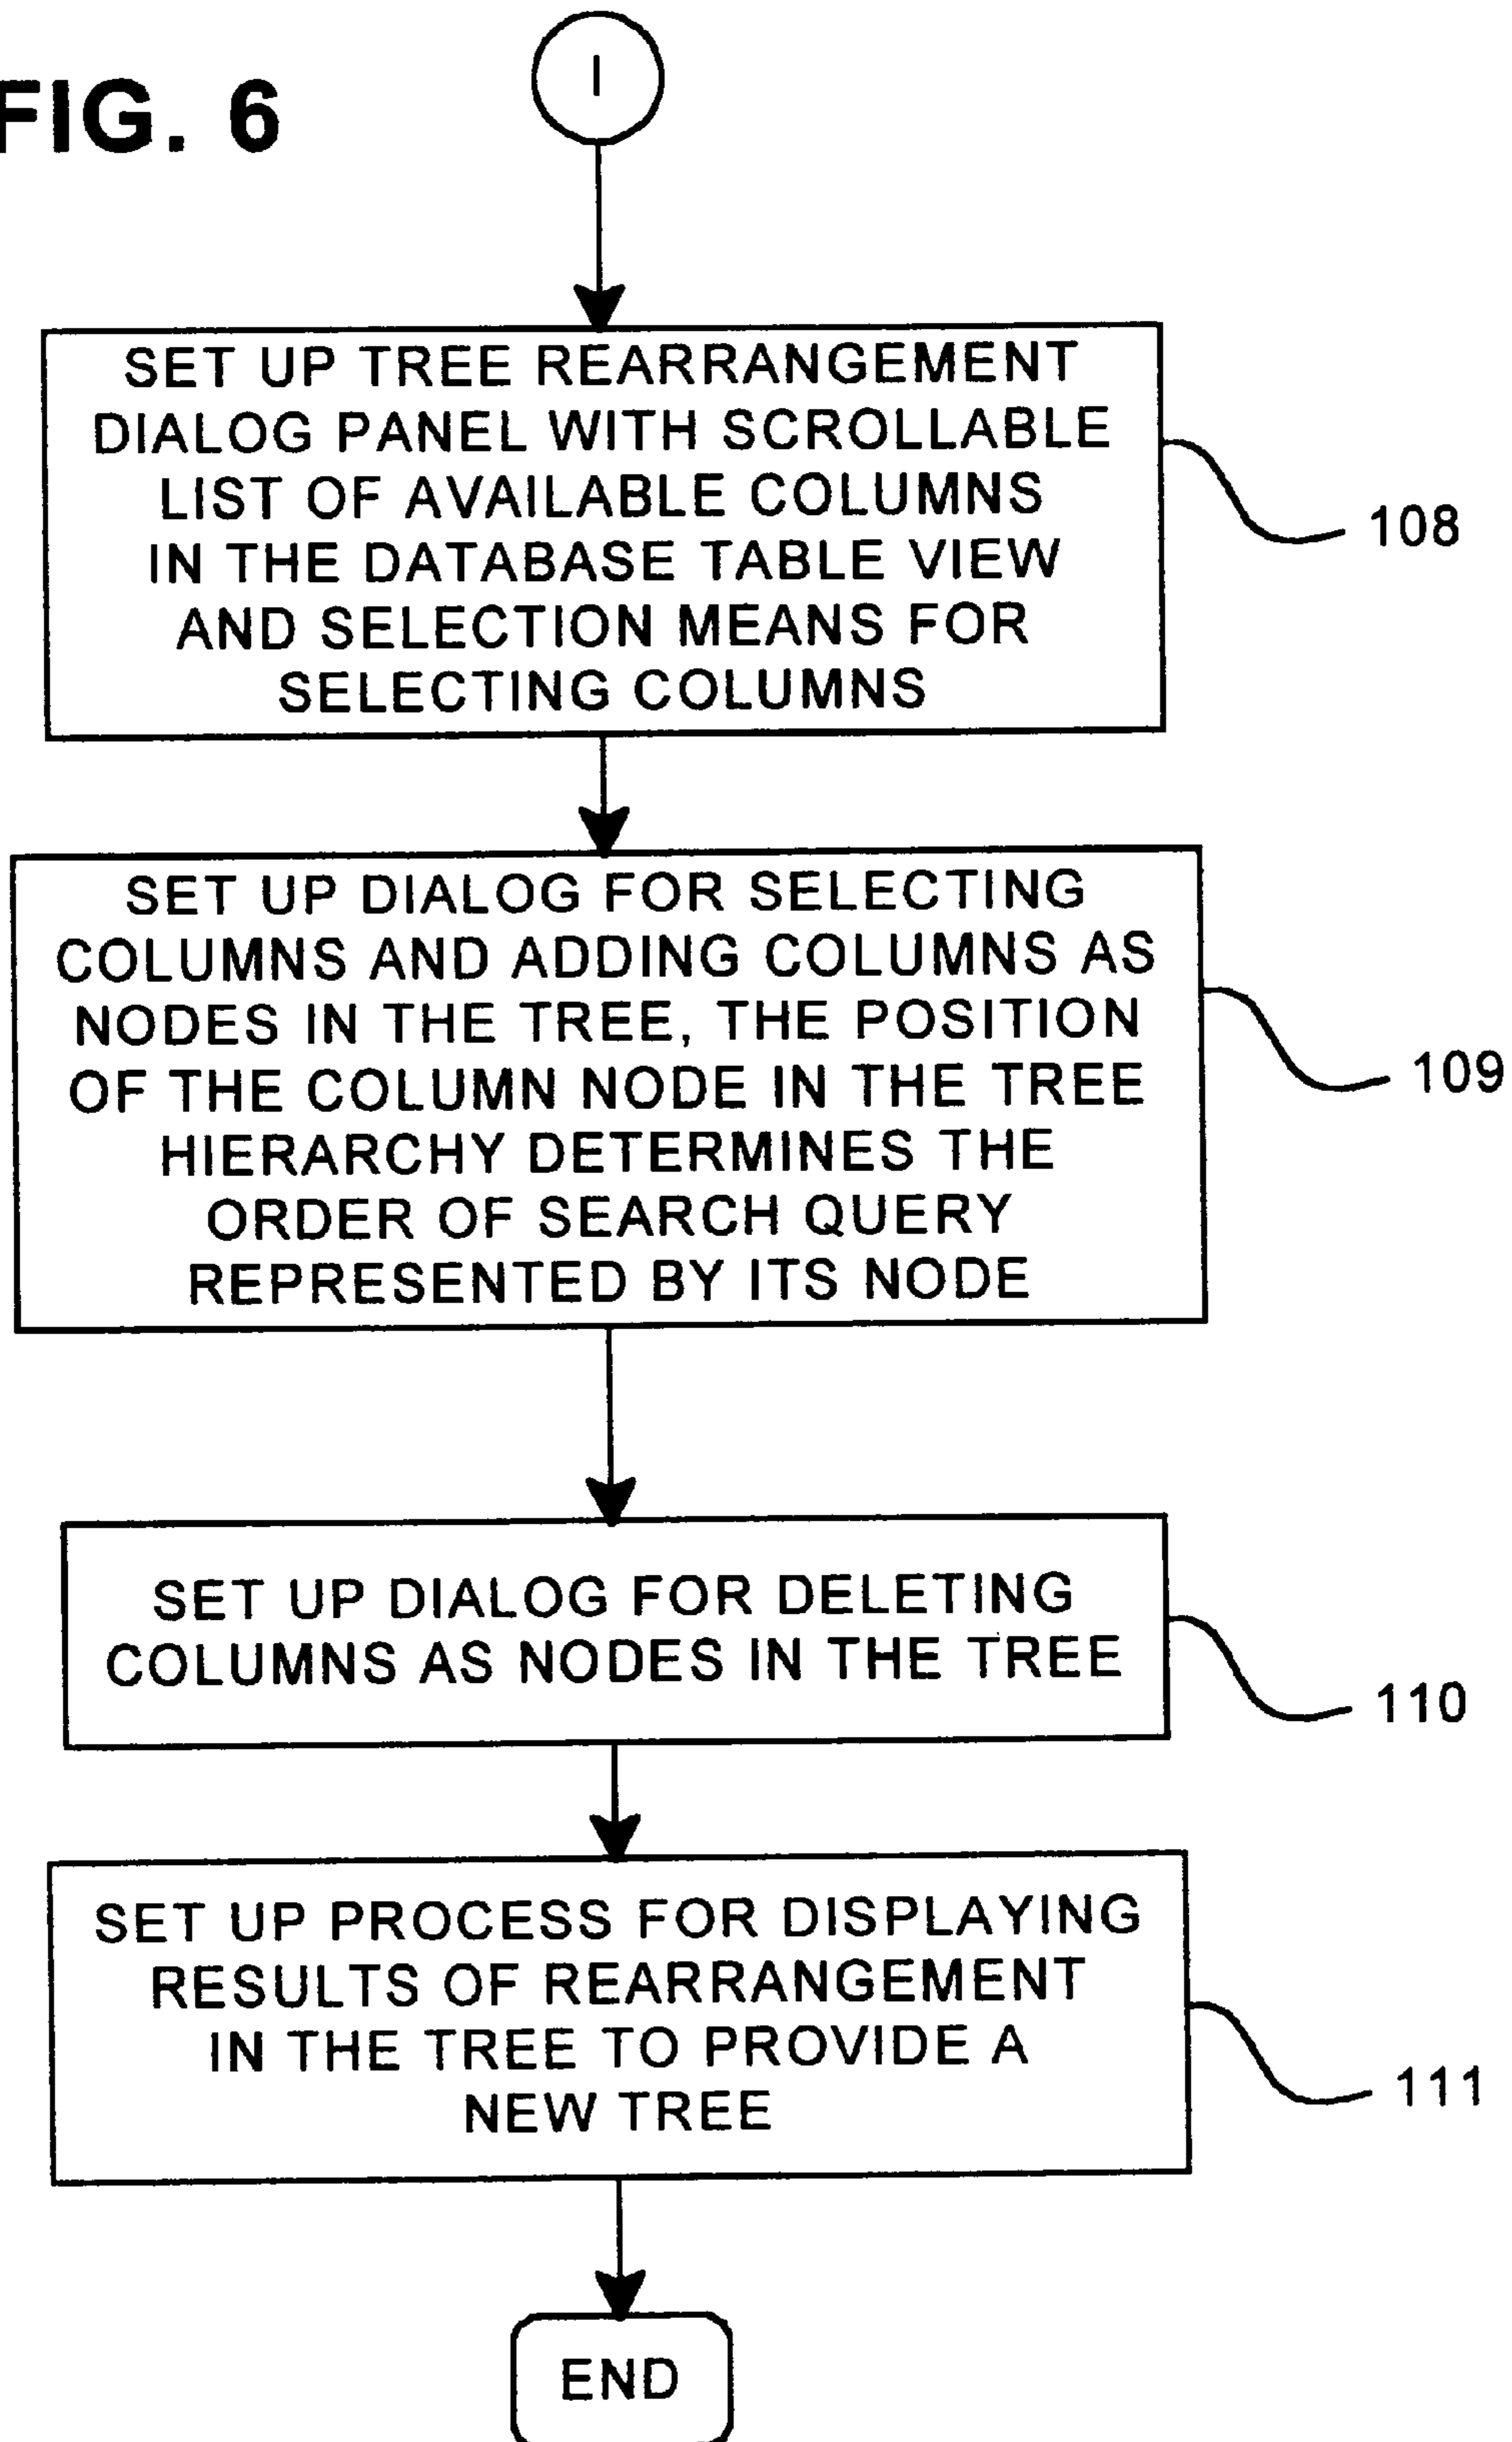 FIG. 6
I
SET UP TREE REARRANGEMENT
DIALOG PANEL WITH SCROLLABLE
LIST OF AVAILABLE COLUMNS
IN THE DATABASE TABLE VIEW
AND SELECTION MEANS FOR
SELECTING COLUMNS
108
SET UP DIALOG FOR SELECTING
COLUMNS AND ADDING COLUMNS AS
NODES IN THE TREE, THE POSITION
OF THE COLUMN NODE IN THE TREE
HIERARCHY DETERMINES THE
ORDER OF SEARCH QUERY
REPRESENTED BY ITS NODE
109
SET UP DIALOG FOR DELETING
COLUMNS AS NODES IN THE TREE
110
SET UP PROCESS FOR DISPLAYING
RESULTS OF REARRANGEMENT
IN THE TREE TO PROVIDE A
NEW TREE
111
END